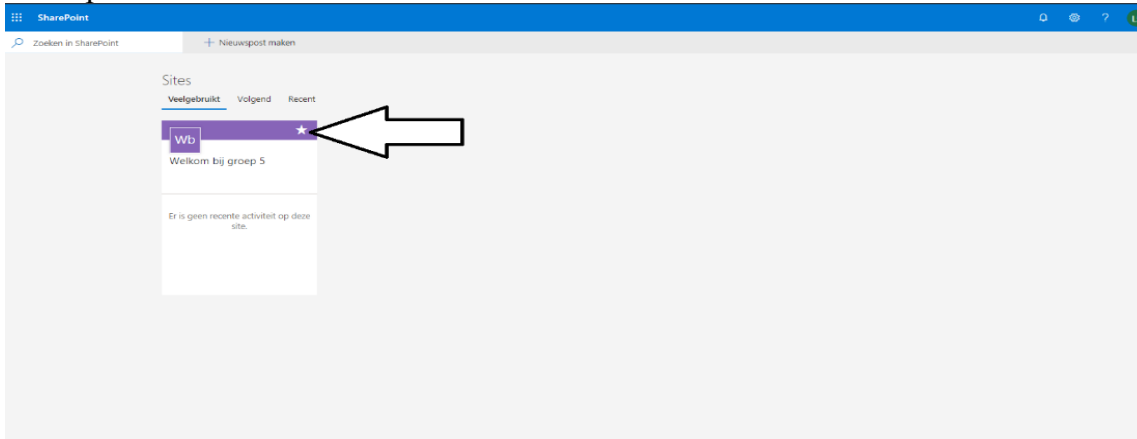 SharePoint
Zoeken in SharePoint
Nieuwspost maken
Sites
Veelgebruikt Volgend Recent
Wb
Welkom bij groep 5
Er is geen recente activiteit op deze
site.